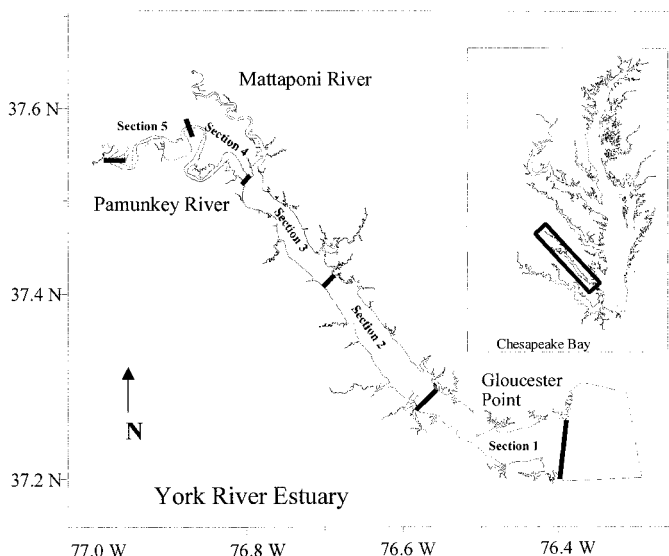 Mattaponi River
37.6 N
Section 5
Section 4
Pamunkey River
Section 3
37.4 N
Section 2
Chesapeake Bay
Gloucester
Point
N
Section 1
37.2 N
York River Estuary
77.0 W
76.8 W
76.6 W
76.4 W